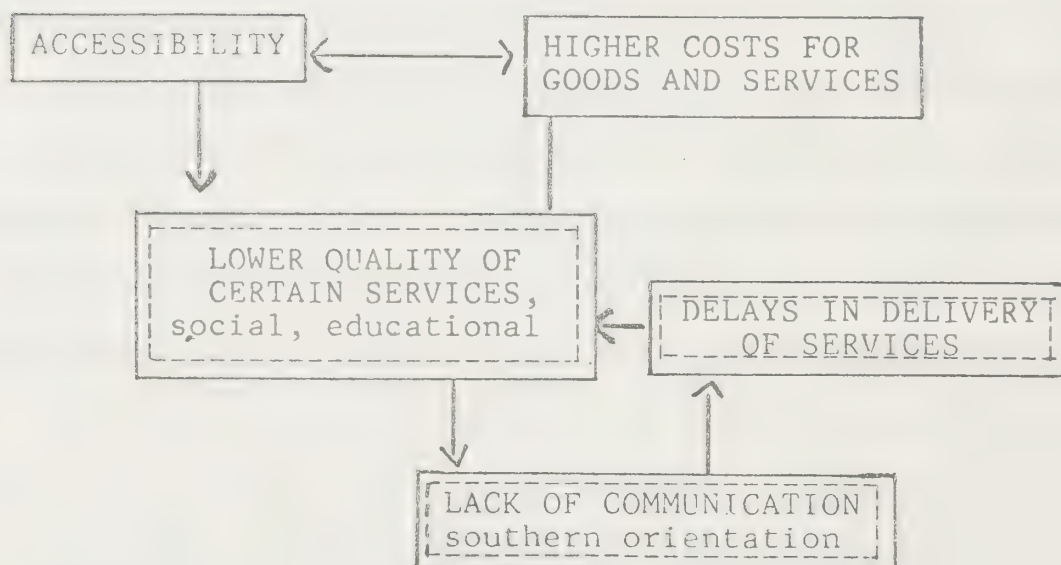 ACCESSIBILITY
HIGHER COSTS FOR
GOODS AND SERVICES
LOWER QUALITY OF
CERTAIN SERVICES,
social, educational
DELAYS IN DELIVERY
OF SERVICES
LACK OF COMMUNICATION
southern orientation